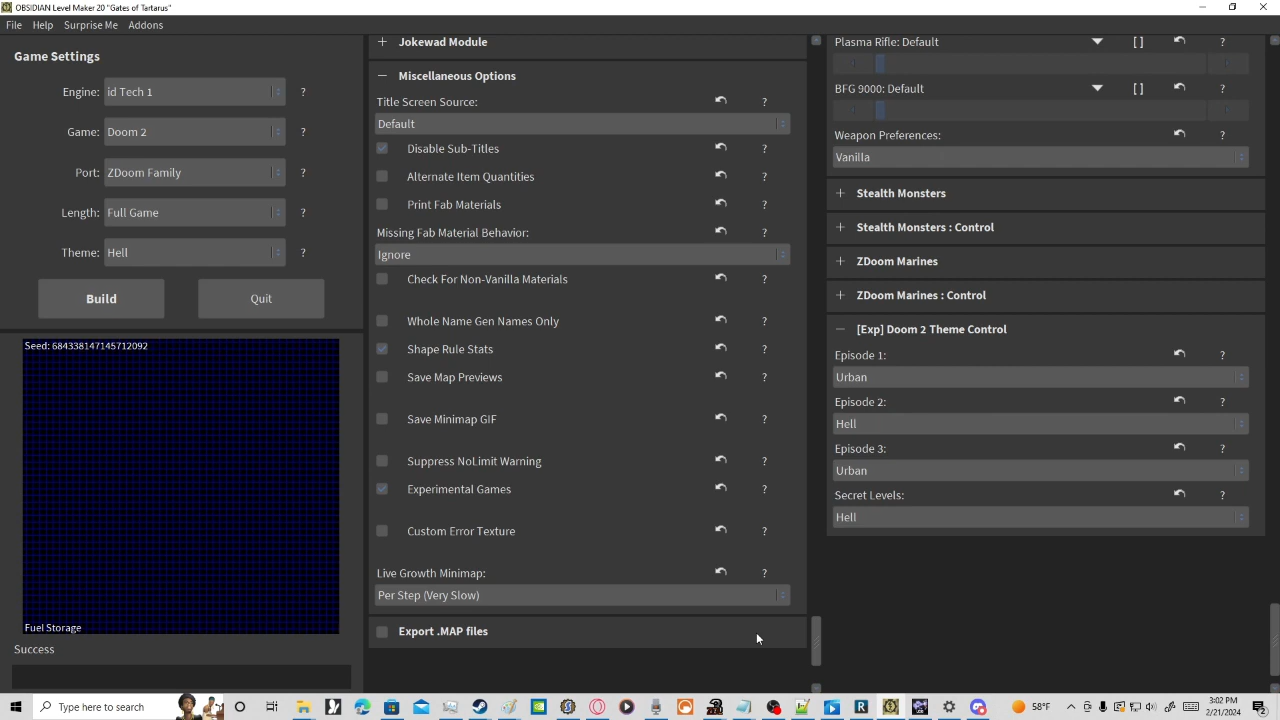 OBSIDIAN Level Maker 20 "Gates of Tartarus"
File Help Surprise Me Addons
Game Settings
Engine: id Tech 1 ?
Game: Doom 2 ?
Port: ZDoom Family ?
Length: Full Game ?
Theme: Hell ?
Build Quit
Seed: 684338147145712092
Fuel Storage
Success
Jokewad Module
Miscellaneous Options
Title Screen Source: ?
Default
Disable Sub-Titles ?
Alternate Item Quantities ?
Print Fab Materials ?
Missing Fab Material Behavior: ?
Ignore
Check For Non-Vanilla Materials ?
Whole Name Gen Names Only ?
Shape Rule Stats ?
Save Map Previews ?
Save Minimap GIF ?
Suppress NoLimit Warning ?
Experimental Games ?
Custom Error Texture ?
Live Growth Minimap: ?
Per Step (Very Slow)
Export .MAP files
Plasma Rifle: Default [ ] ?
BFG 9000: Default [ ] ?
Weapon Preferences: ?
Vanilla
Stealth Monsters
Stealth Monsters : Control
ZDoom Marines
ZDoom Marines : Control
[Exp] Doom 2 Theme Control
Episode 1: ?
Urban
Episode 2: ?
Hell
Episode 3: ?
Urban
Secret Levels: ?
Hell
Type here to search
58°F
3:02 PM
2/21/2024